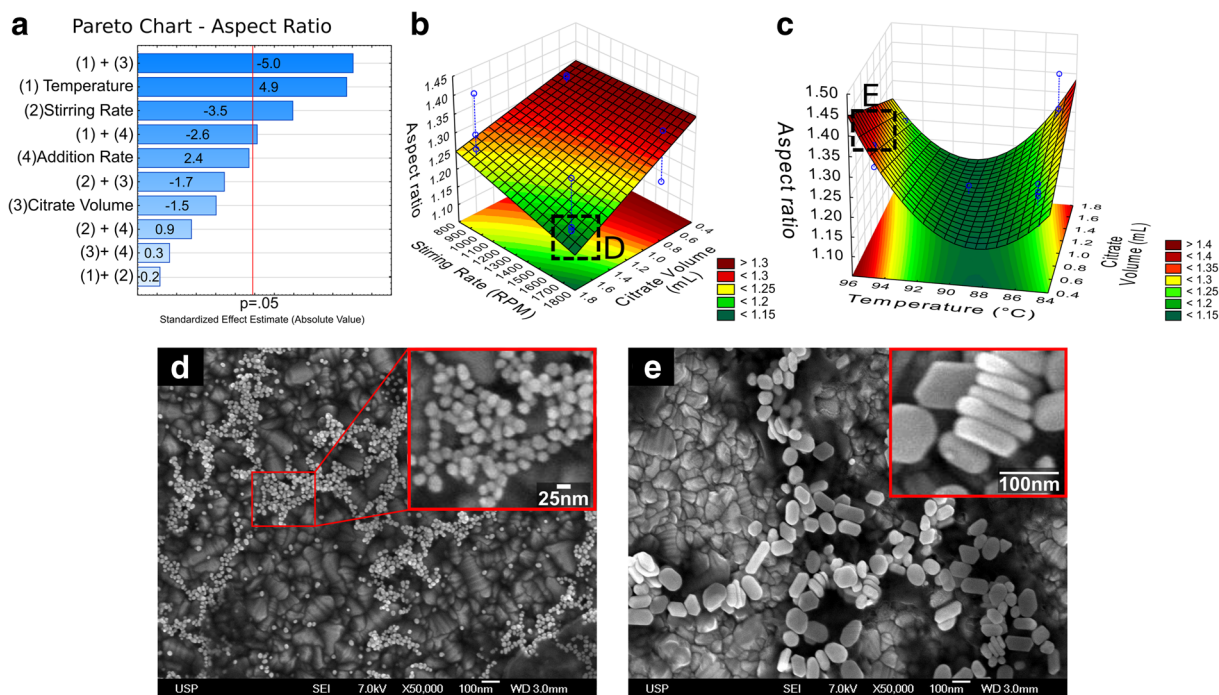 a
Pareto Chart - Aspect Ratio
(1) + (3)
-5.0
(1) Temperature
4.9
(2)Stirring Rate
-3.5
(1) + (4)
-2.6
(4)Addition Rate
2.4
(2) + (3)
-1.7
(3)Citrate Volume
-1.5
(2) + (4)
0.9
(3)+ (4)
0.3
(1)+ (2)
0.2
p=.05
Standardized Effect Estimate (Absolute Value)
b
Aspect ratio
1.45
1.40
1.35
1.30
1.25
1.20
1.15
1.10
D
Stirring Rate (RPM)
800
900
1000
1100
1200
1300
1400
1500
1600
1700
1800
Citrate Volume
(mL)
0.4
0.6
0.8
1.0
1.2
1.4
1.6
1.8
> 1.3
< 1.3
< 1.25
< 1.2
< 1.15
c
Aspect ratio
1.50
1.45
1.40
1.35
1.30
1.25
1.20
1.15
1.10
E
96 94 92 90 88 86 84
Temperature (°C)
1.8
1.6
1.4
1.2
1.0
0.8
0.6
0.4
Citrate
Volume (mL)
> 1.4
< 1.4
< 1.35
< 1.3
< 1.25
< 1.2
< 1.15
d
25nm
USP SEI 7.0kV X50,000 100nm WD 3.0mm
e
100nm
USP SEI 7.0kV X50,000 100nm WD 3.0mm